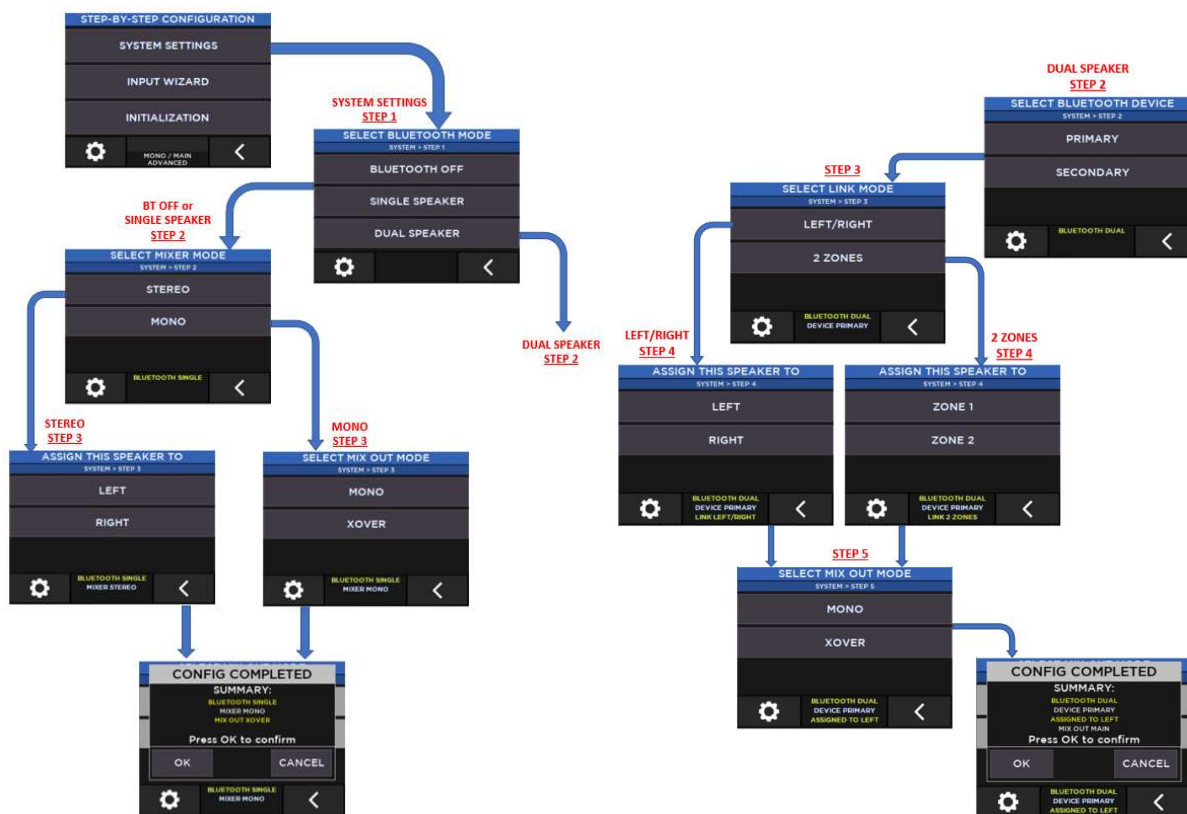 STEP-BY-STEP CONFIGURATION
SYSTEM SETTINGS
INPUT WIZARD
INITIALIZATION
MONO / MAIN
ADVANCED
SYSTEM SETTINGS
STEP 1
SELECT BLUETOOTH MODE
SYSTEM > STEP 1
BLUETOOTH OFF
SINGLE SPEAKER
DUAL SPEAKER
BT OFF or
SINGLE SPEAKER
STEP 2
SELECT MIXER MODE
SYSTEM > STEP 2
STEREO
MONO
BLUETOOTH SINGLE
DUAL SPEAKER
STEP 2
STEREO
STEP 3
ASSIGN THIS SPEAKER TO
SYSTEM > STEP 3
LEFT
RIGHT
BLUETOOTH SINGLE
MIXER STEREO
MONO
STEP 3
SELECT MIX OUT MODE
SYSTEM > STEP 3
MONO
XOVER
BLUETOOTH SINGLE
MIXER MONO
CONFIG COMPLETED
SUMMARY:
BLUETOOTH SINGLE
MIXER MONO
MIX OUT XOVER
Press OK to confirm
OK
CANCEL
BLUETOOTH SINGLE
MIXER MONO
DUAL SPEAKER
STEP 2
SELECT BLUETOOTH DEVICE
SYSTEM > STEP 2
PRIMARY
SECONDARY
BLUETOOTH DUAL
STEP 3
SELECT LINK MODE
SYSTEM > STEP 3
LEFT/RIGHT
2 ZONES
BLUETOOTH DUAL
DEVICE PRIMARY
LEFT/RIGHT
STEP 4
ASSIGN THIS SPEAKER TO
SYSTEM > STEP 4
LEFT
RIGHT
BLUETOOTH DUAL
DEVICE PRIMARY
LINK LEFT/RIGHT
2 ZONES
STEP 4
ASSIGN THIS SPEAKER TO
SYSTEM > STEP 4
ZONE 1
ZONE 2
BLUETOOTH DUAL
DEVICE PRIMARY
LINK 2 ZONES
STEP 5
SELECT MIX OUT MODE
SYSTEM > STEP 5
MONO
XOVER
BLUETOOTH DUAL
DEVICE PRIMARY
ASSIGNED TO LEFT
CONFIG COMPLETED
SUMMARY:
BLUETOOTH DUAL
DEVICE PRIMARY
ASSIGNED TO LEFT
MIX OUT MAIN
Press OK to confirm
OK
CANCEL
BLUETOOTH DUAL
DEVICE PRIMARY
ASSIGNED TO LEFT